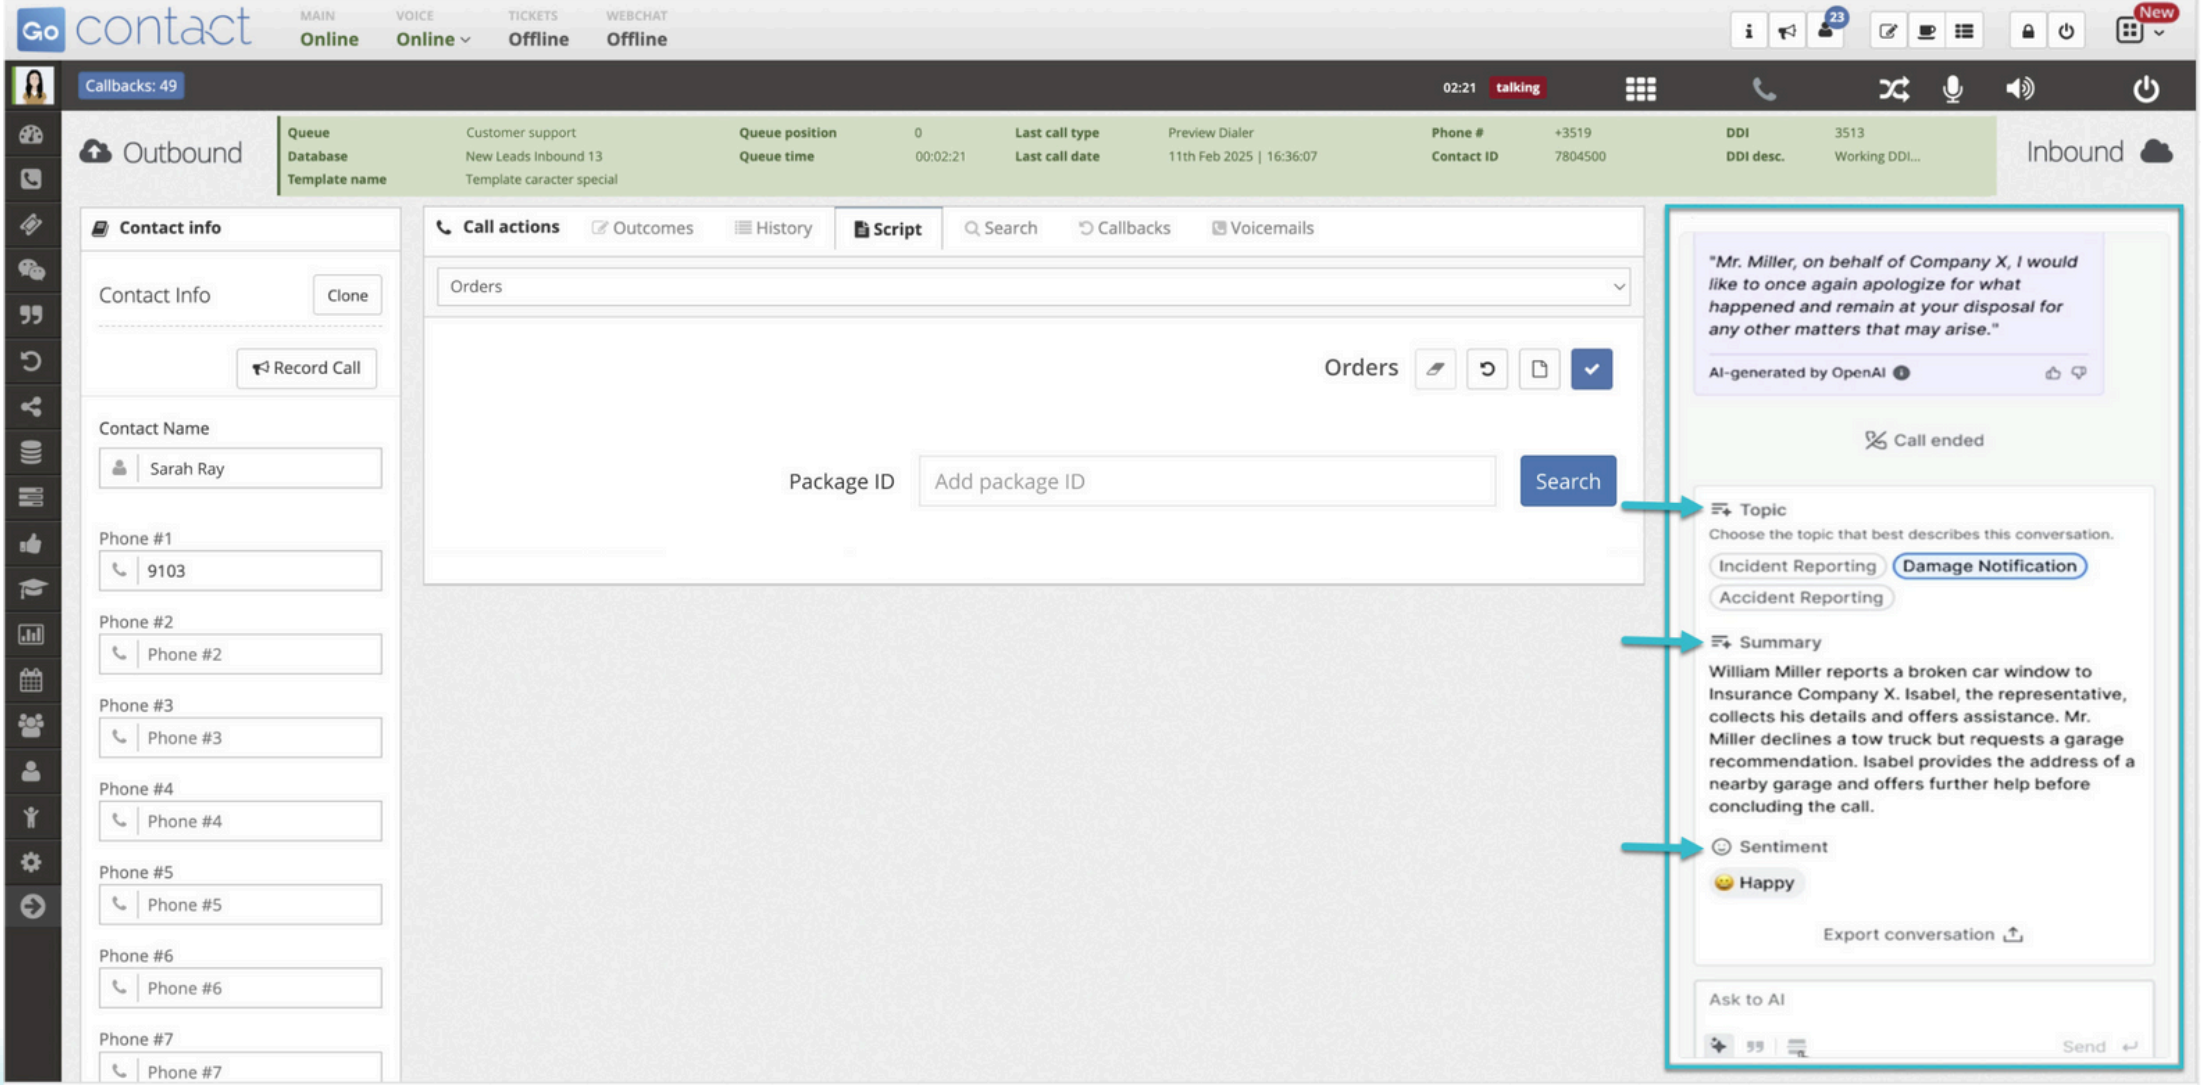 Go contact
MAIN
Online
VOICE
Online
TICKETS
Offline
WEBCHAT
Offline
23
New
Callbacks: 49
02:21
talking
Outbound
Queue
Customer support
Queue position
0
Last call type
Preview Dialer
Phone #
+3519
DDI
3513
Database
New Leads Inbound 13
Queue time
00:02:21
Last call date
11th Feb 2025 | 16:36:07
Contact ID
7804500
DDI desc.
Working DDI...
Template name
Template caracter special
Inbound
Contact info
Contact Info
Clone
Record Call
Contact Name
Sarah Ray
Phone #1
9103
Phone #2
Phone #2
Phone #3
Phone #3
Phone #4
Phone #4
Phone #5
Phone #5
Phone #6
Phone #6
Phone #7
Phone #7
Call actions
Outcomes
History
Script
Search
Callbacks
Voicemails
Orders
Orders
Package ID
Add package ID
Search
"Mr. Miller, on behalf of Company X, I would
like to once again apologize for what
happened and remain at your disposal for
any other matters that may arise."
AI-generated by OpenAI
Call ended
Topic
Choose the topic that best describes this conversation.
Incident Reporting
Damage Notification
Accident Reporting
Summary
William Miller reports a broken car window to
Insurance Company X. Isabel, the representative,
collects his details and offers assistance. Mr.
Miller declines a tow truck but requests a garage
recommendation. Isabel provides the address of a
nearby garage and offers further help before
concluding the call.
Sentiment
Happy
Export conversation
Ask to AI
Send